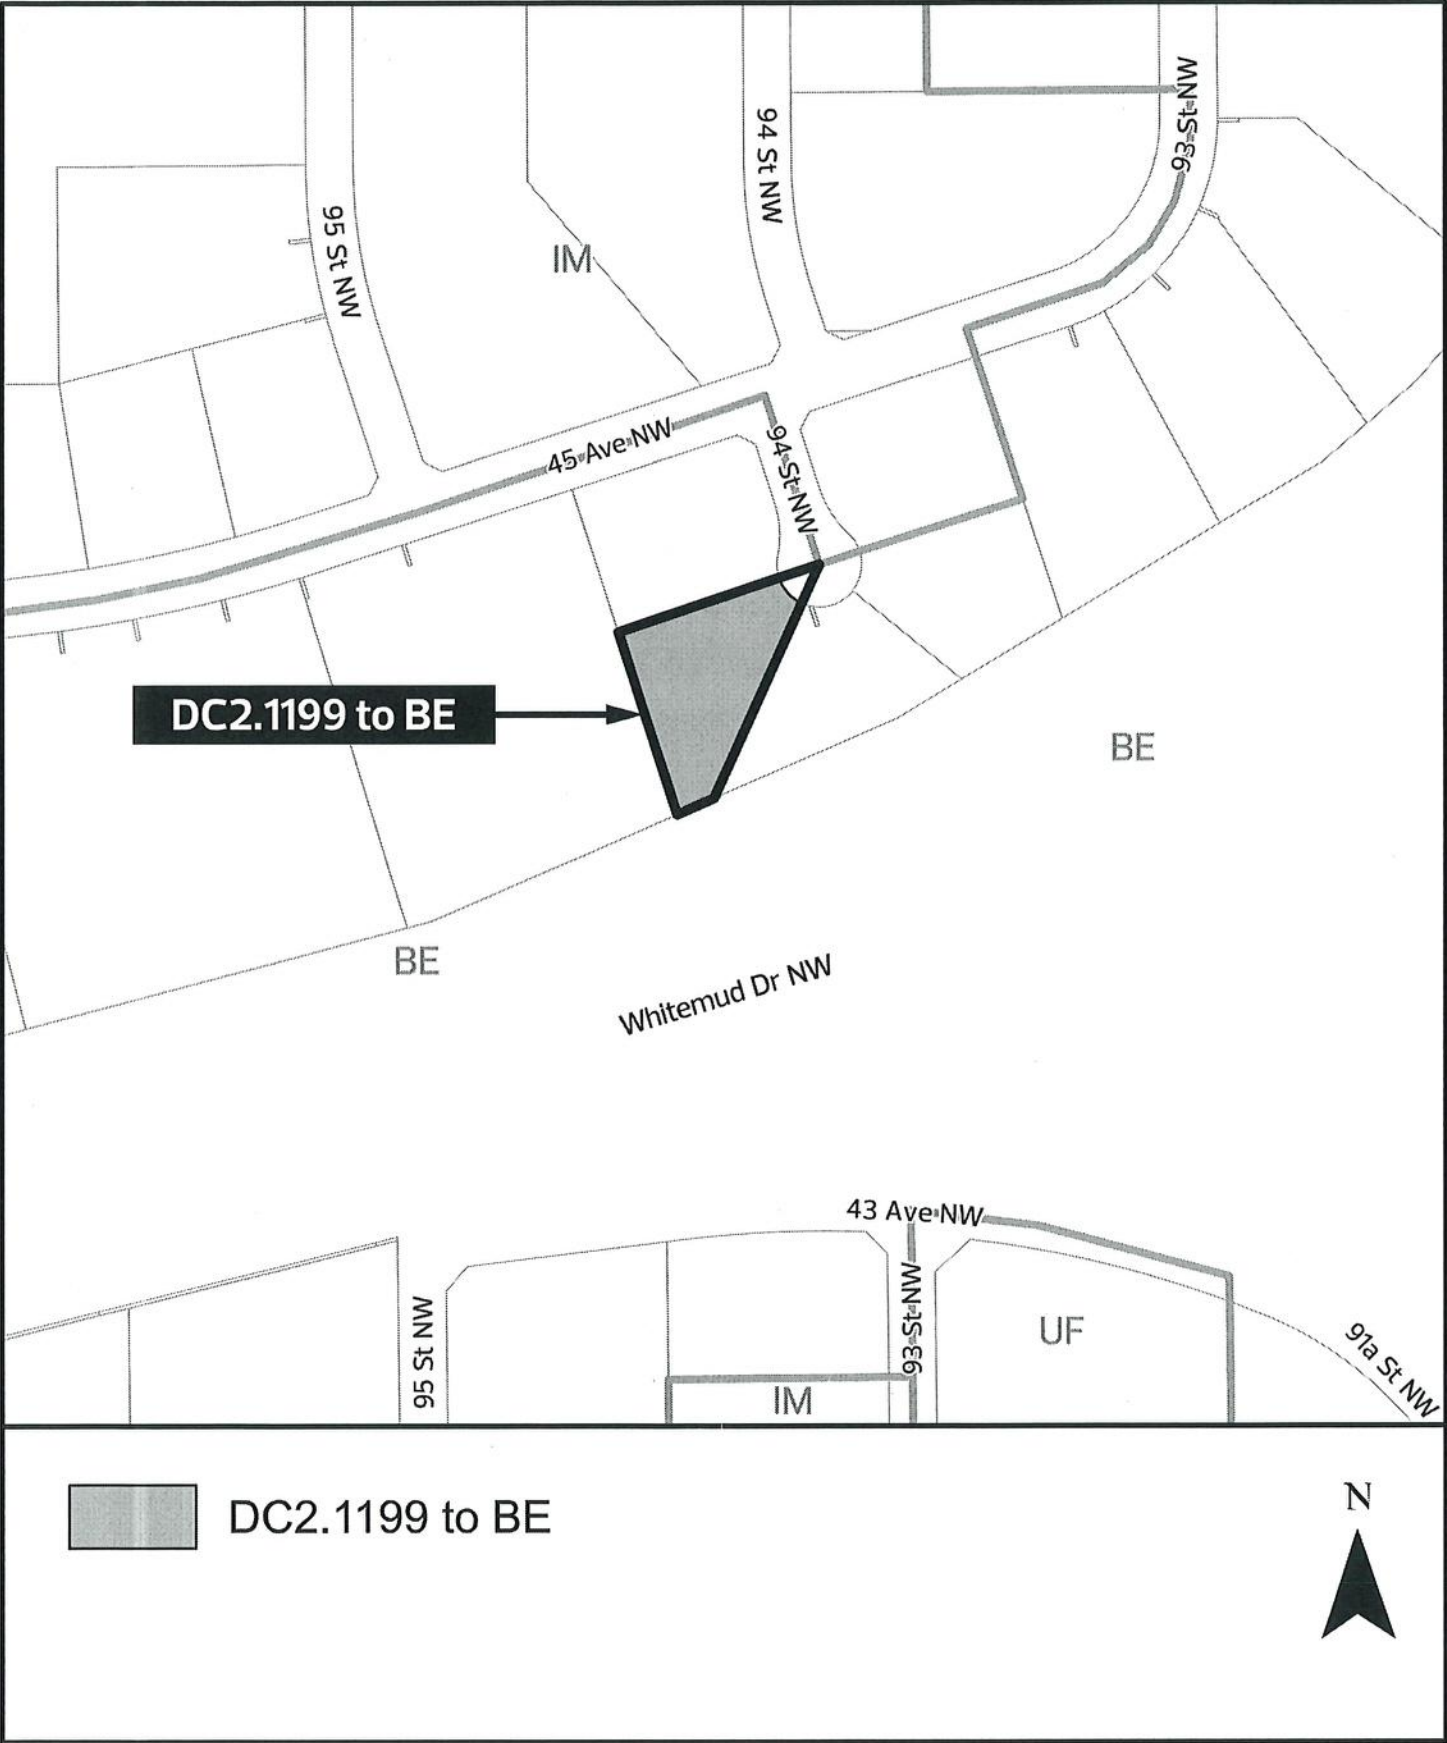 93 St NW
94 St NW
95 St NW
IM
45 Ave NW
94 St NW
DC2.1199 to BE
BE
BE
Whitemud Dr NW
43 Ave NW
93 St NW
95 St NW
UF
91a St NW
IM
DC2.1199 to BE
N